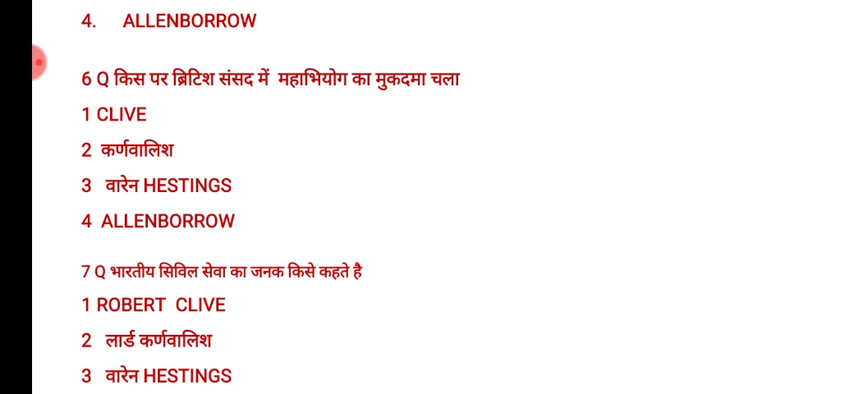 4. ALLENBORROW
6 Q किस पर ब्रिटिश संसद में महाभियोग का मुकदमा चला
1 CLIVE
2 कर्णवालिश
3 वारेन HESTINGS
4 ALLENBORROW
7 Q भारतीय सिविल सेवा का जनक किसे कहते है
1 ROBERT CLIVE
2 लार्ड कर्णवालिश
3 वारेन HESTINGS